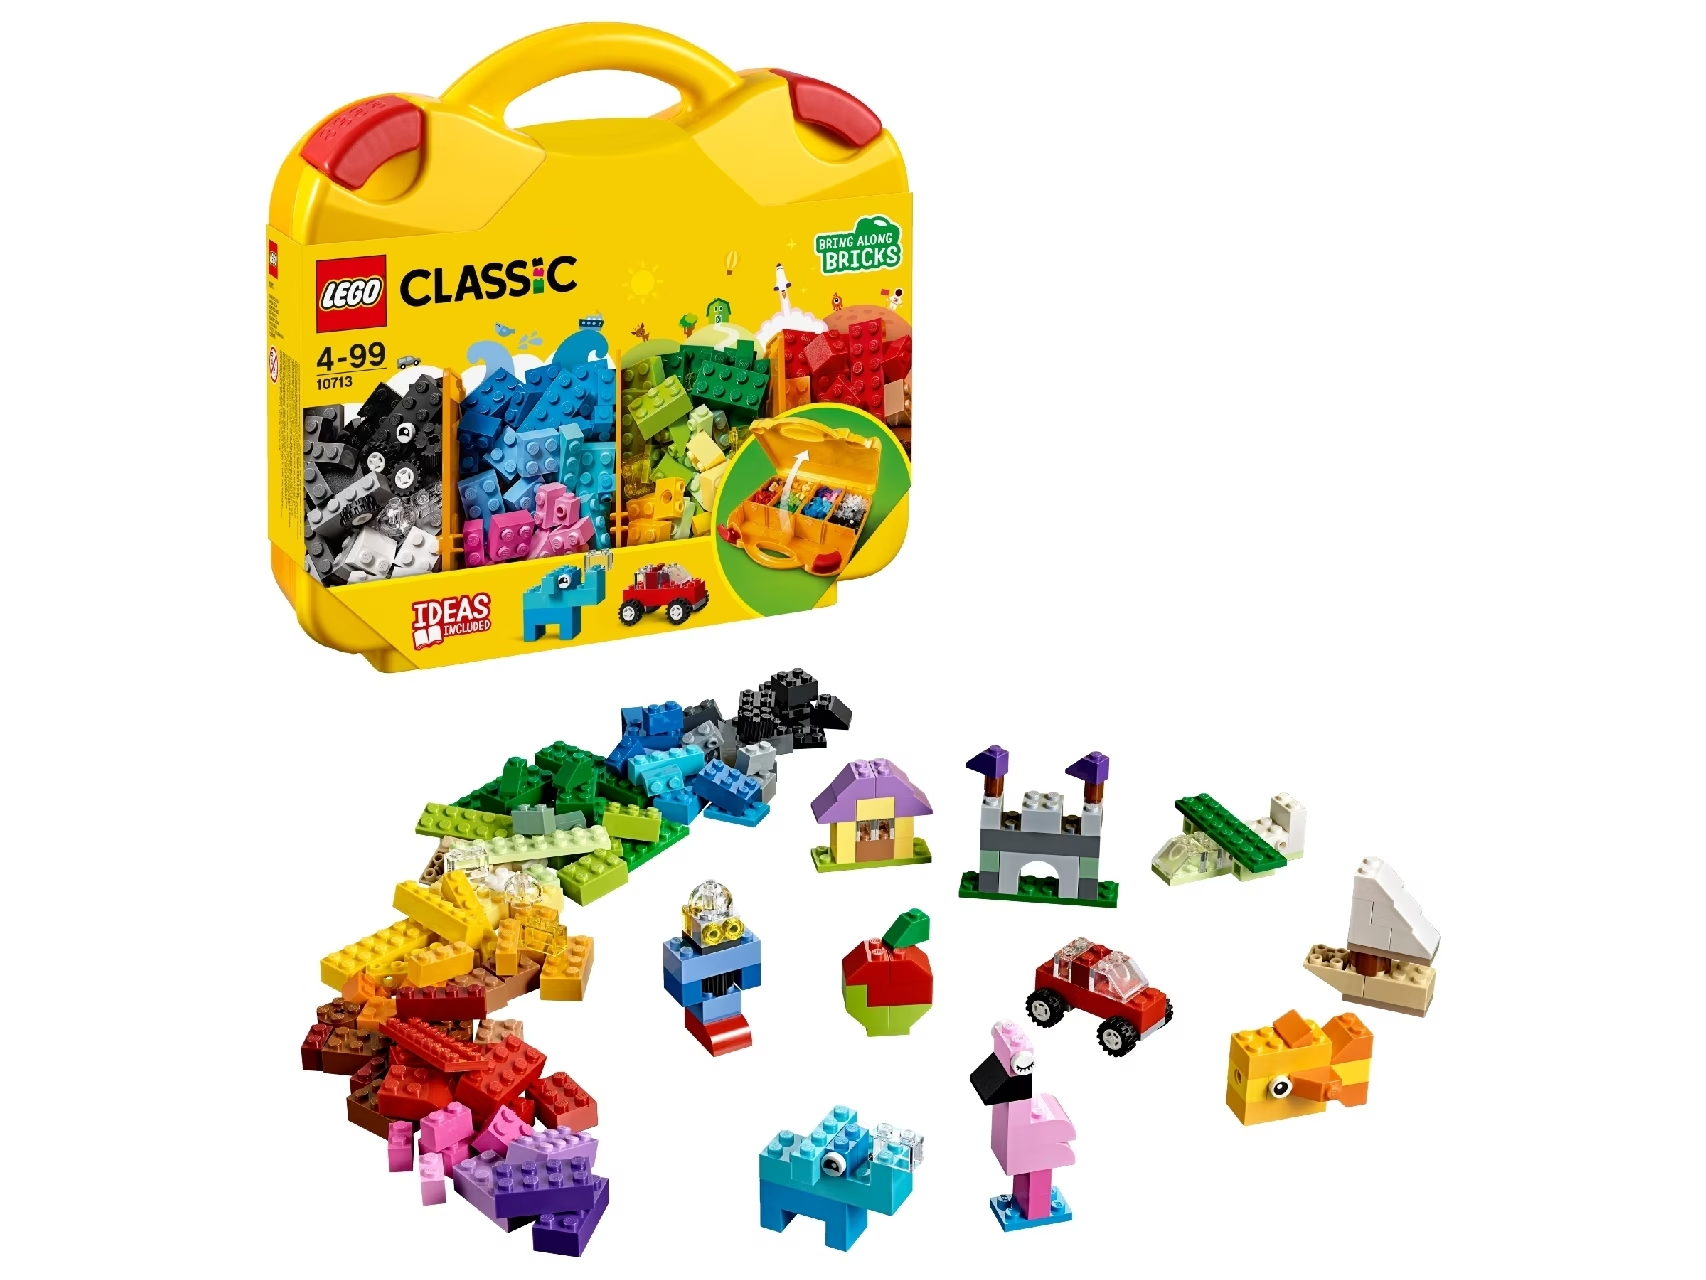 LEGO CLASSIC
4-99
10713
BRING ALONG
BRICKS
IDEAS
INCLUDED